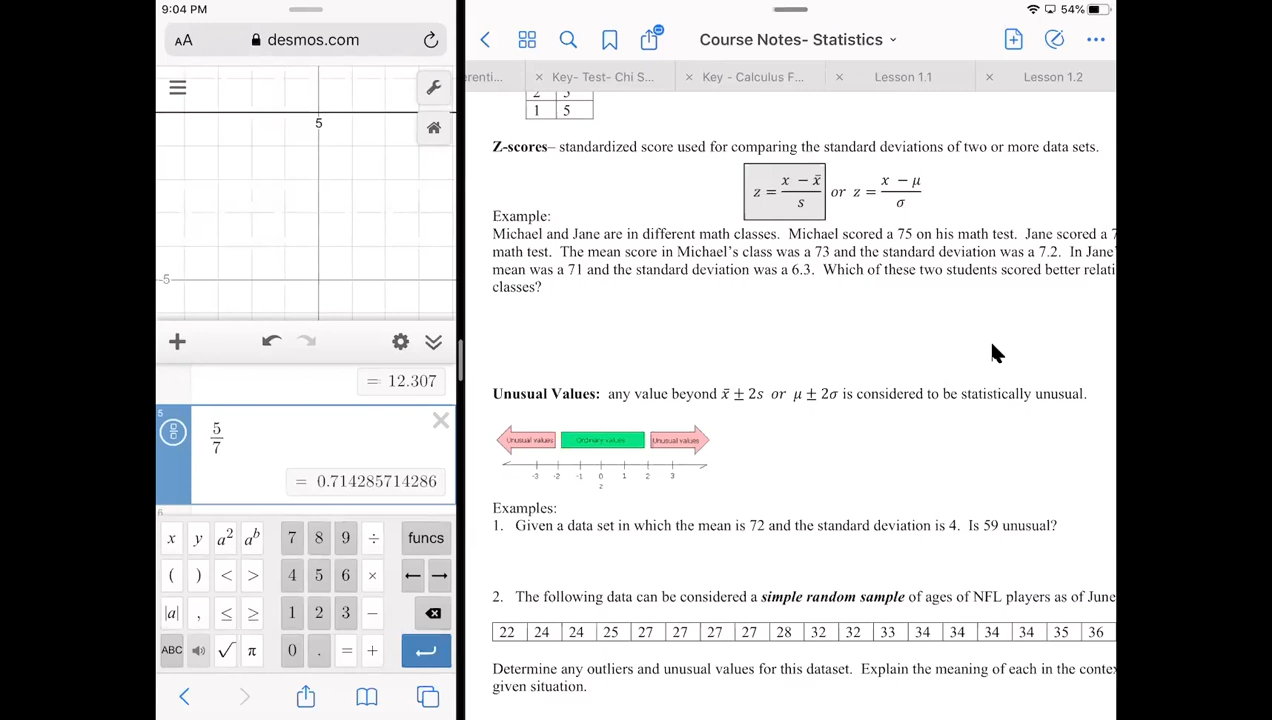 9:04 PM
54%
AA desmos.com
Course Notes- Statistics
Key- Test- Chi S...
Key - Calculus F...
Lesson 1.1
Lesson 1.2
1 5
5
-5
Z-scores– standardized score used for comparing the standard deviations of two or more data sets.
z = (x − x̄)/s or z = (x − μ)/σ
Example:
Michael and Jane are in different math classes. Michael scored a 75 on his math test. Jane scored a
math test. The mean score in Michael's class was a 73 and the standard deviation was a 7.2. In
mean was a 71 and the standard deviation was a 6.3. Which of these two students scored better
classes?
Unusual Values: any value beyond x̄ ± 2s or μ ± 2σ is considered to be statistically unusual.
Unusual values Ordinary values Unusual values
-3 -2 -1 0 1 2 3
z
Examples:
1. Given a data set in which the mean is 72 and the standard deviation is 4. Is 59 unusual?
2. The following data can be considered a simple random sample of ages of NFL players as of June
22 24 24 25 27 27 27 27 28 32 32 33 34 34 34 34 35 36
Determine any outliers and unusual values for this dataset. Explain the meaning of each in the
given situation.
= 12.307
5
5/7
= 0.714285714286
x y a² aᵇ 7 8 9 ÷ funcs
( ) < > 4 5 6 × ← →
|a| , ≤ ≥ 1 2 3 −
ABC √ π 0 . = +